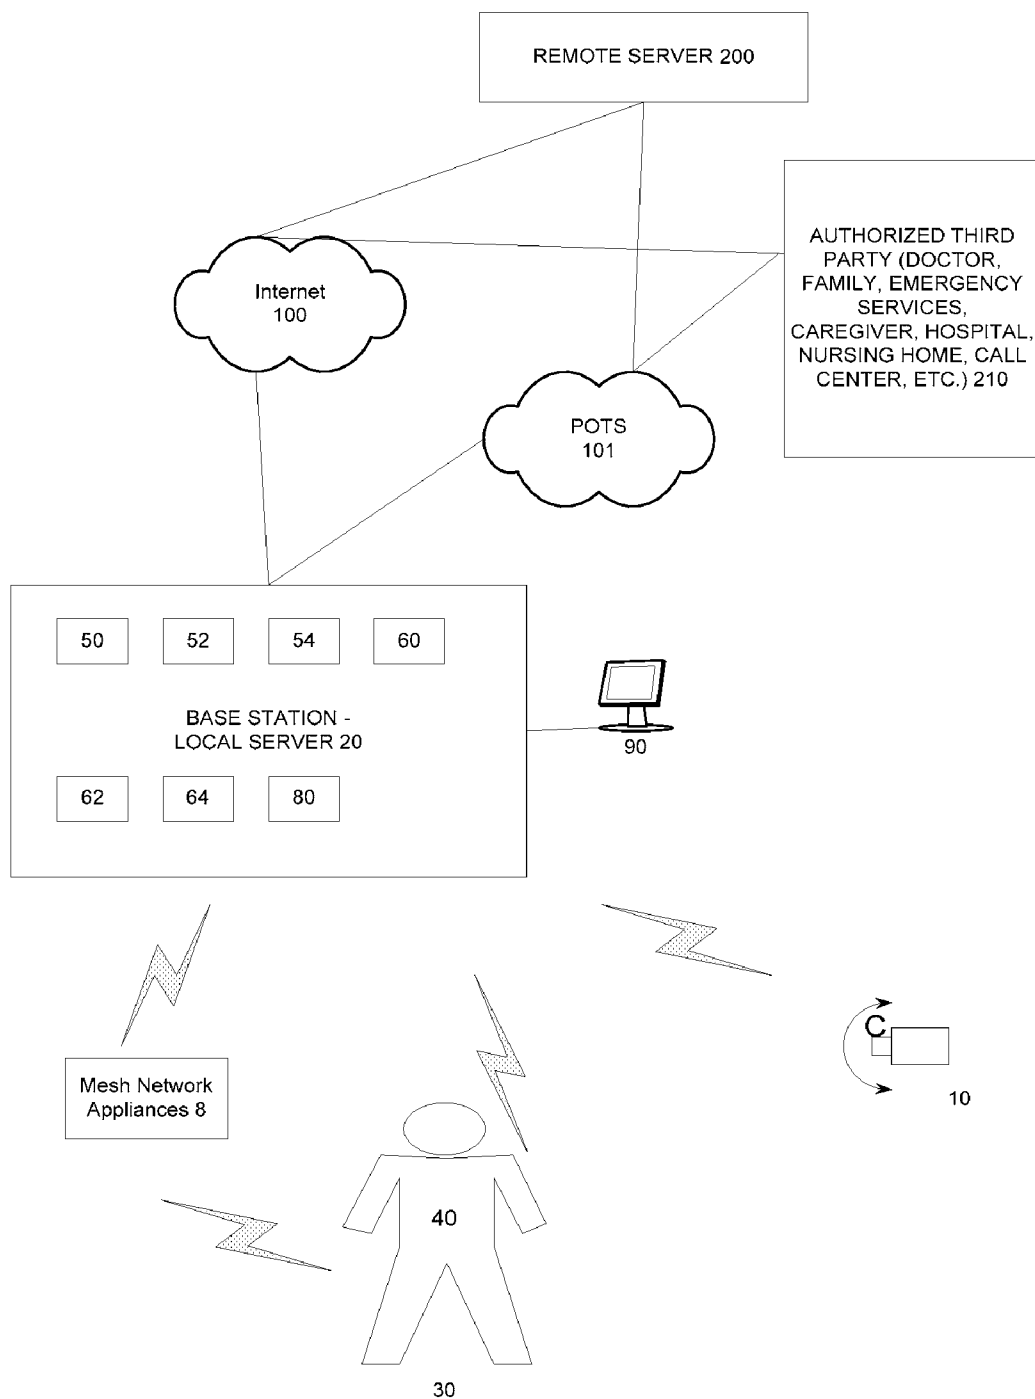 REMOTE SERVER 200
AUTHORIZED THIRD
PARTY (DOCTOR,
FAMILY, EMERGENCY
SERVICES,
CAREGIVER, HOSPITAL,
NURSING HOME, CALL
CENTER, ETC.) 210
Internet
100
POTS
101
50
52
54
60
BASE STATION -
LOCAL SERVER 20
62
64
80
90
C
10
Mesh Network
Appliances 8
40
30